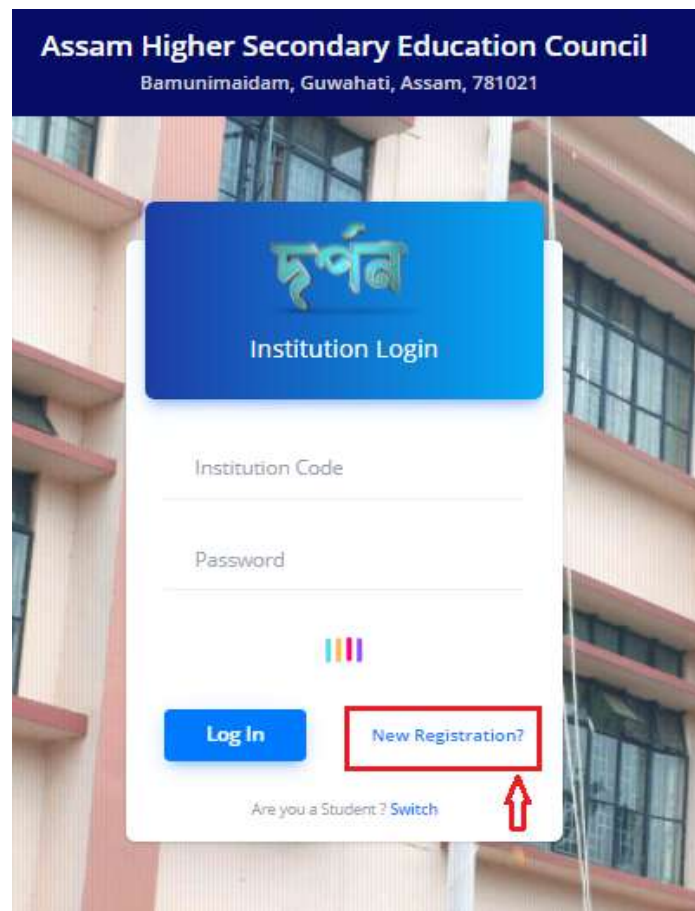 Assam Higher Secondary Education Council
Bamunimaidam, Guwahati, Assam, 781021
দৰ্পন
Institution Login
Institution Code
Password
Log In New Registration?
Are you a Student ? Switch